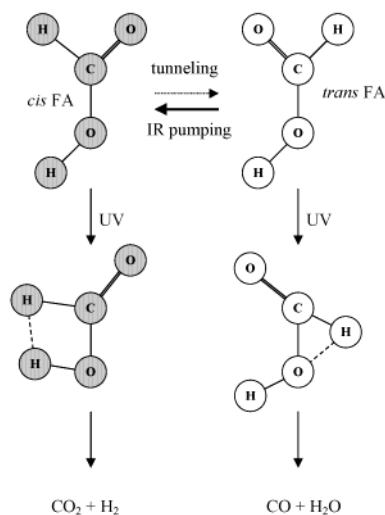 H O O H
C C
cis FA tunneling trans FA
IR pumping
O O
H H
UV UV
O O
H C C
H
H O O
H
CO₂ + H₂ CO + H₂O